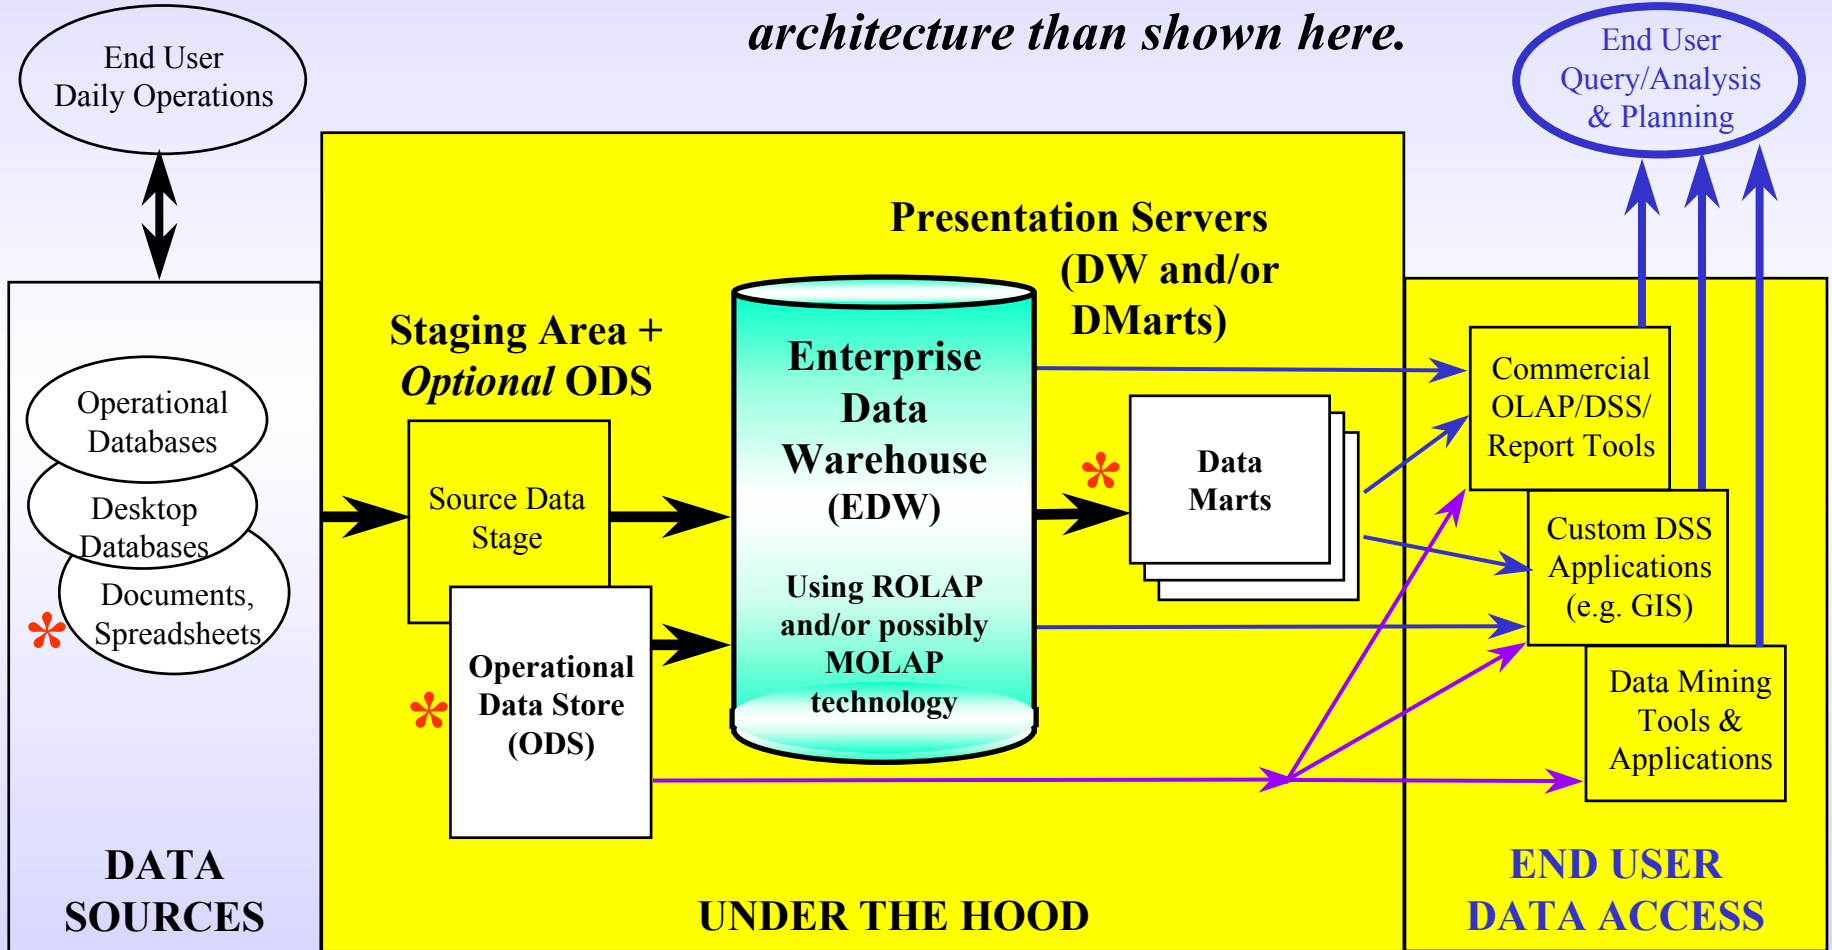 architecture than shown here.
End User
Daily Operations
End User
Query/Analysis
& Planning
Presentation Servers
(DW and/or
DMarts)
Staging Area +
Optional ODS
Operational
Databases
Desktop
Databases
Documents,
Spreadsheets
*
Source Data
Stage
Operational
Data Store
(ODS)
*
Enterprise
Data
Warehouse
(EDW)
Using ROLAP
and/or possibly
MOLAP
technology
*
Data
Marts
Commercial
OLAP/DSS/
Report Tools
Custom DSS
Applications
(e.g. GIS)
Data Mining
Tools &
Applications
DATA
SOURCES
UNDER THE HOOD
END USER
DATA ACCESS